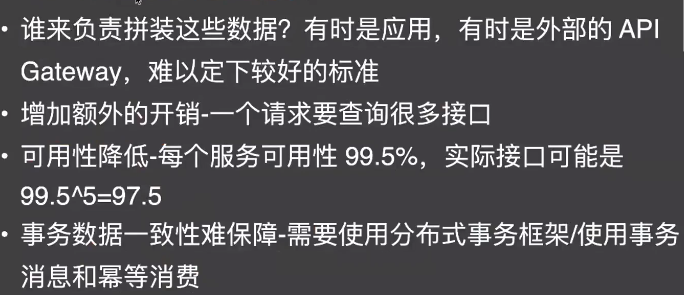 • 谁来负责拼装这些数据？有时是应用，有时是外部的 API
Gateway，难以定下较好的标准
• 增加额外的开销-一个请求要查询很多接口
• 可用性降低-每个服务可用性 99.5%，实际接口可能是
99.5^5=97.5
• 事务数据一致性难保障-需要使用分布式事务框架/使用事务
消息和幂等消费